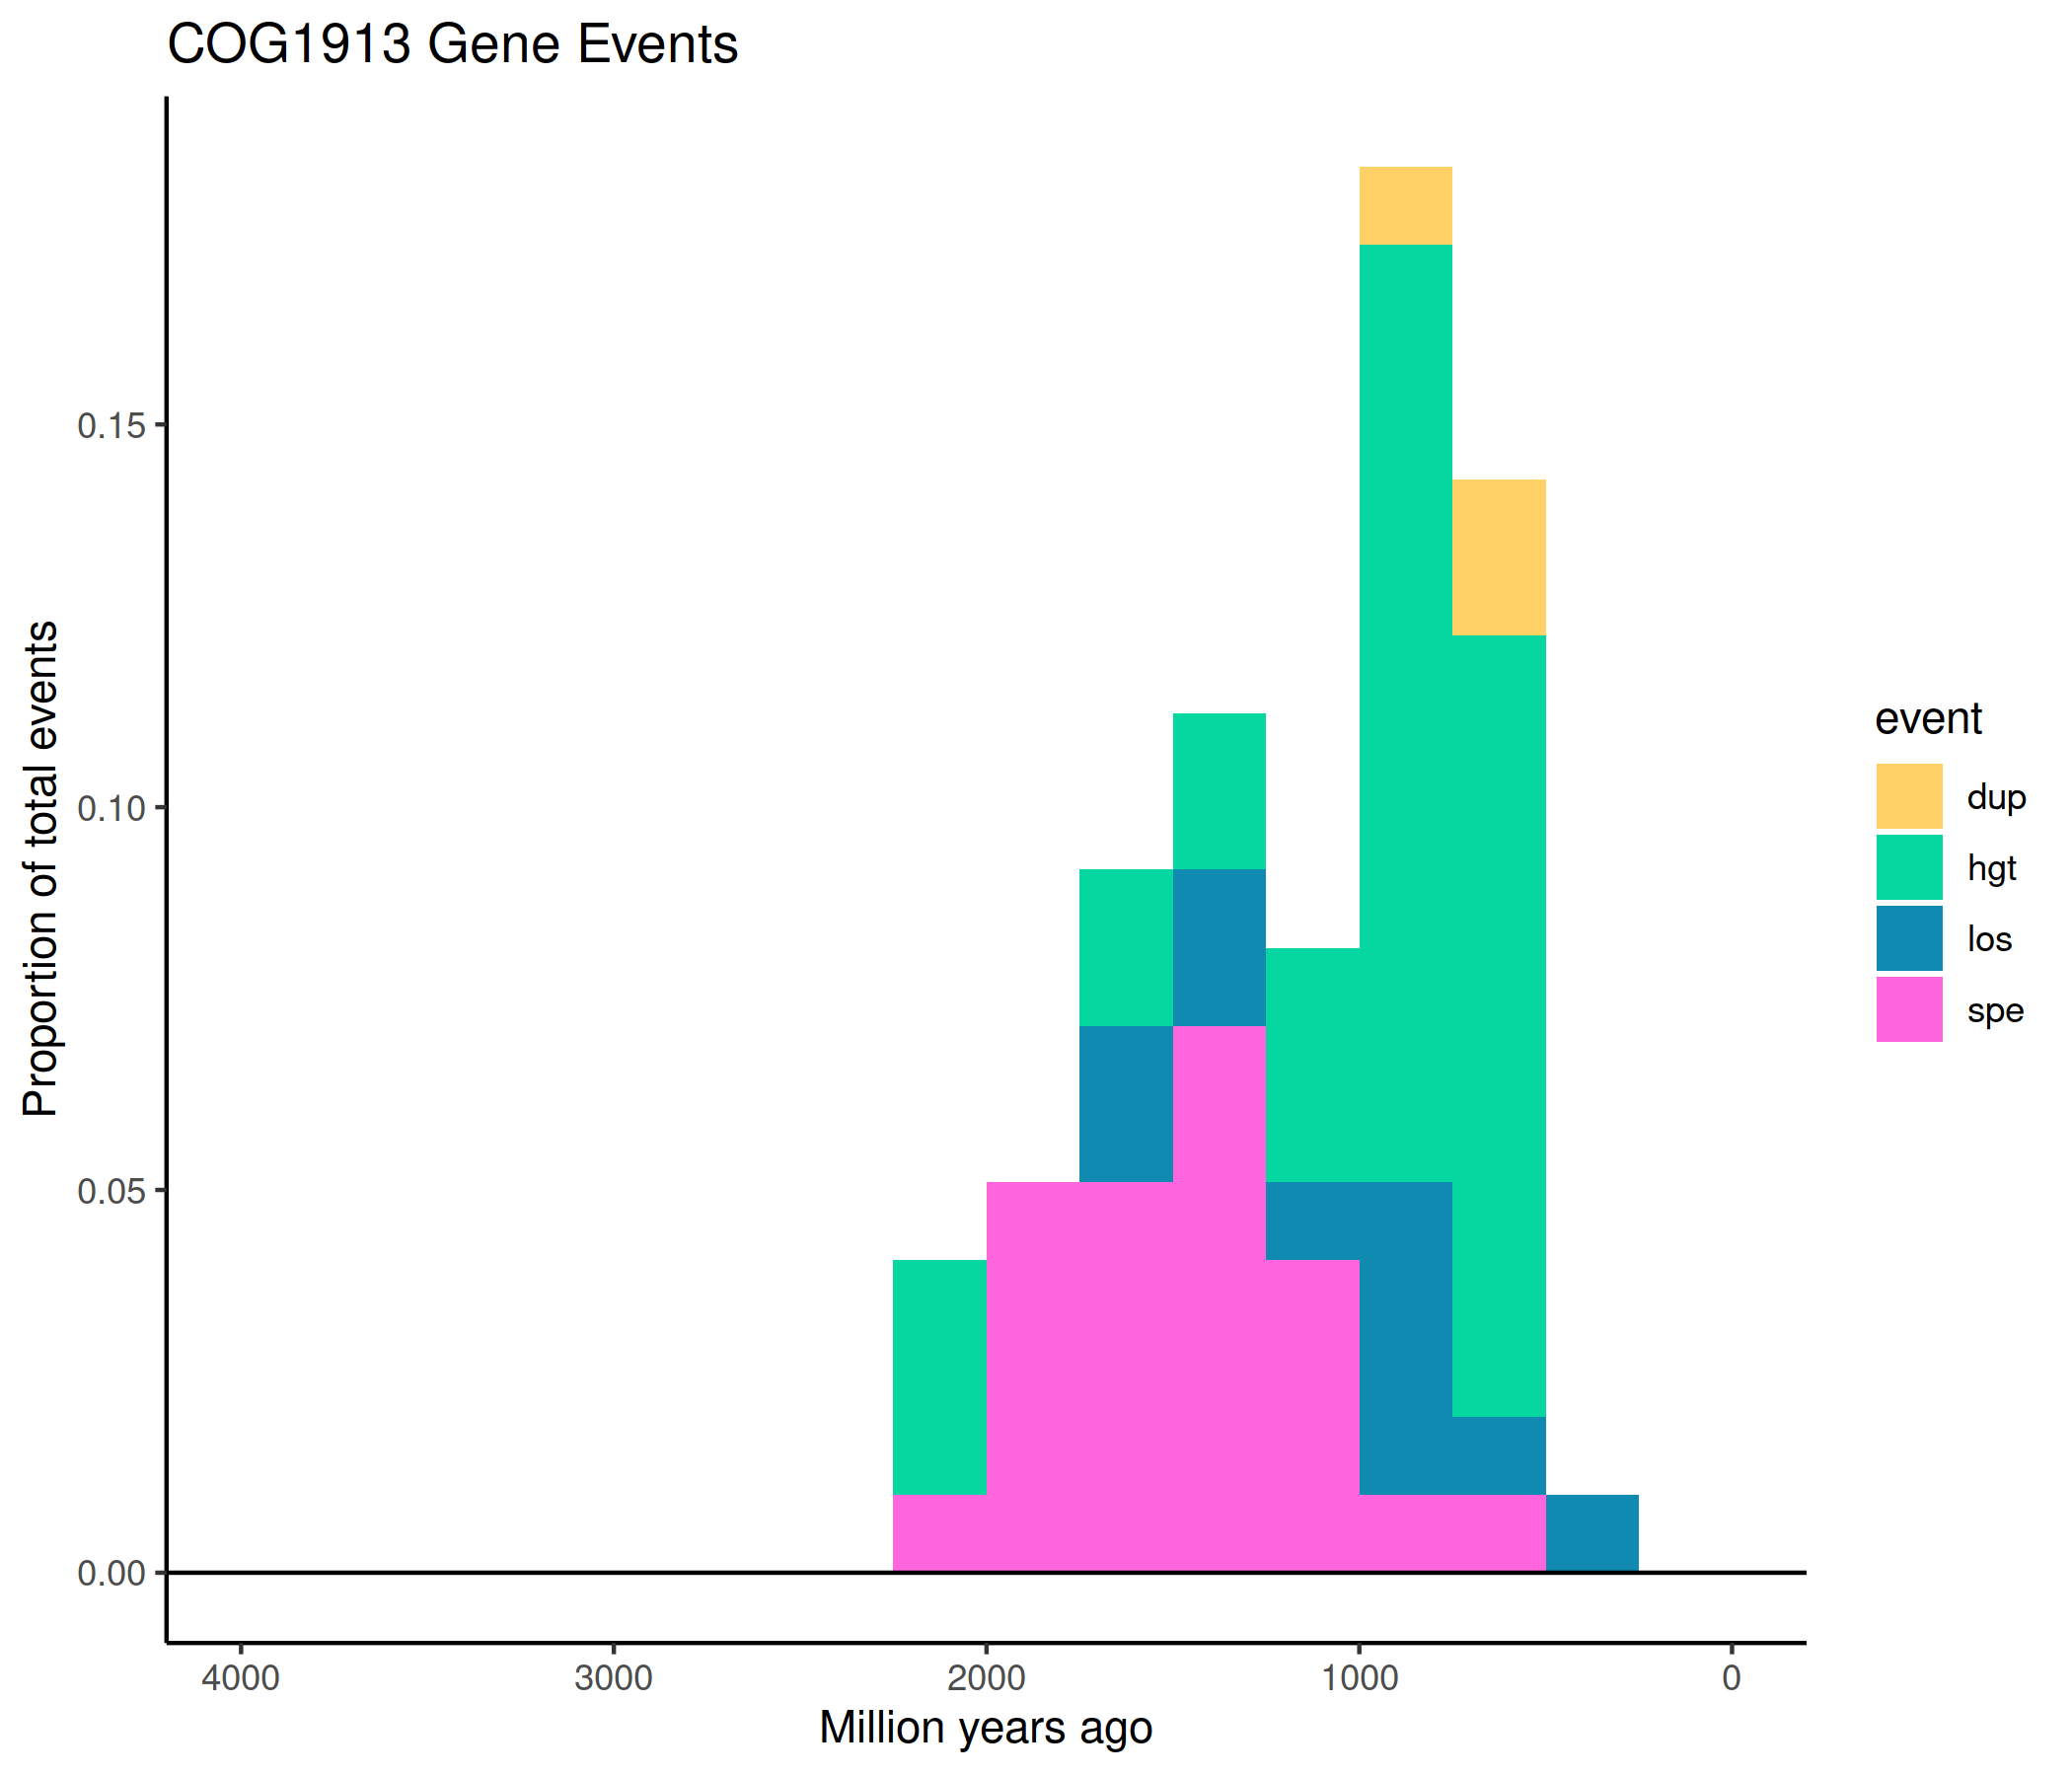 COG1913 Gene Events
Proportion of total events
0.15
0.10
0.05
0.00
4000 3000 2000 1000 0
Million years ago
event
dup
hgt
los
spe